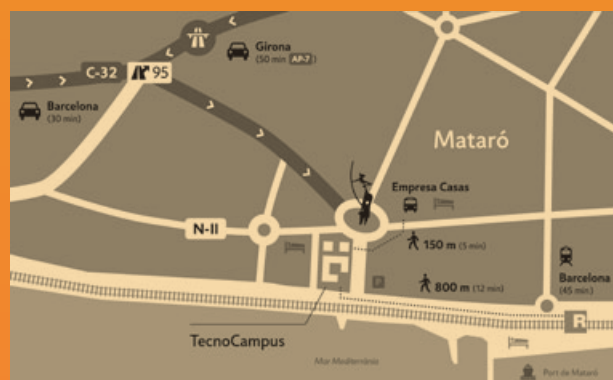 Girona
(50 min AP-7)
C-32
95
Barcelona
(30 min)
Mataró
Empresa Casas
N-II
150 m (5 min)
P
800 m (12 min)
Barcelona
(45 min)
R
TecnoCampus
Mar Mediterrània
Port de Mataró